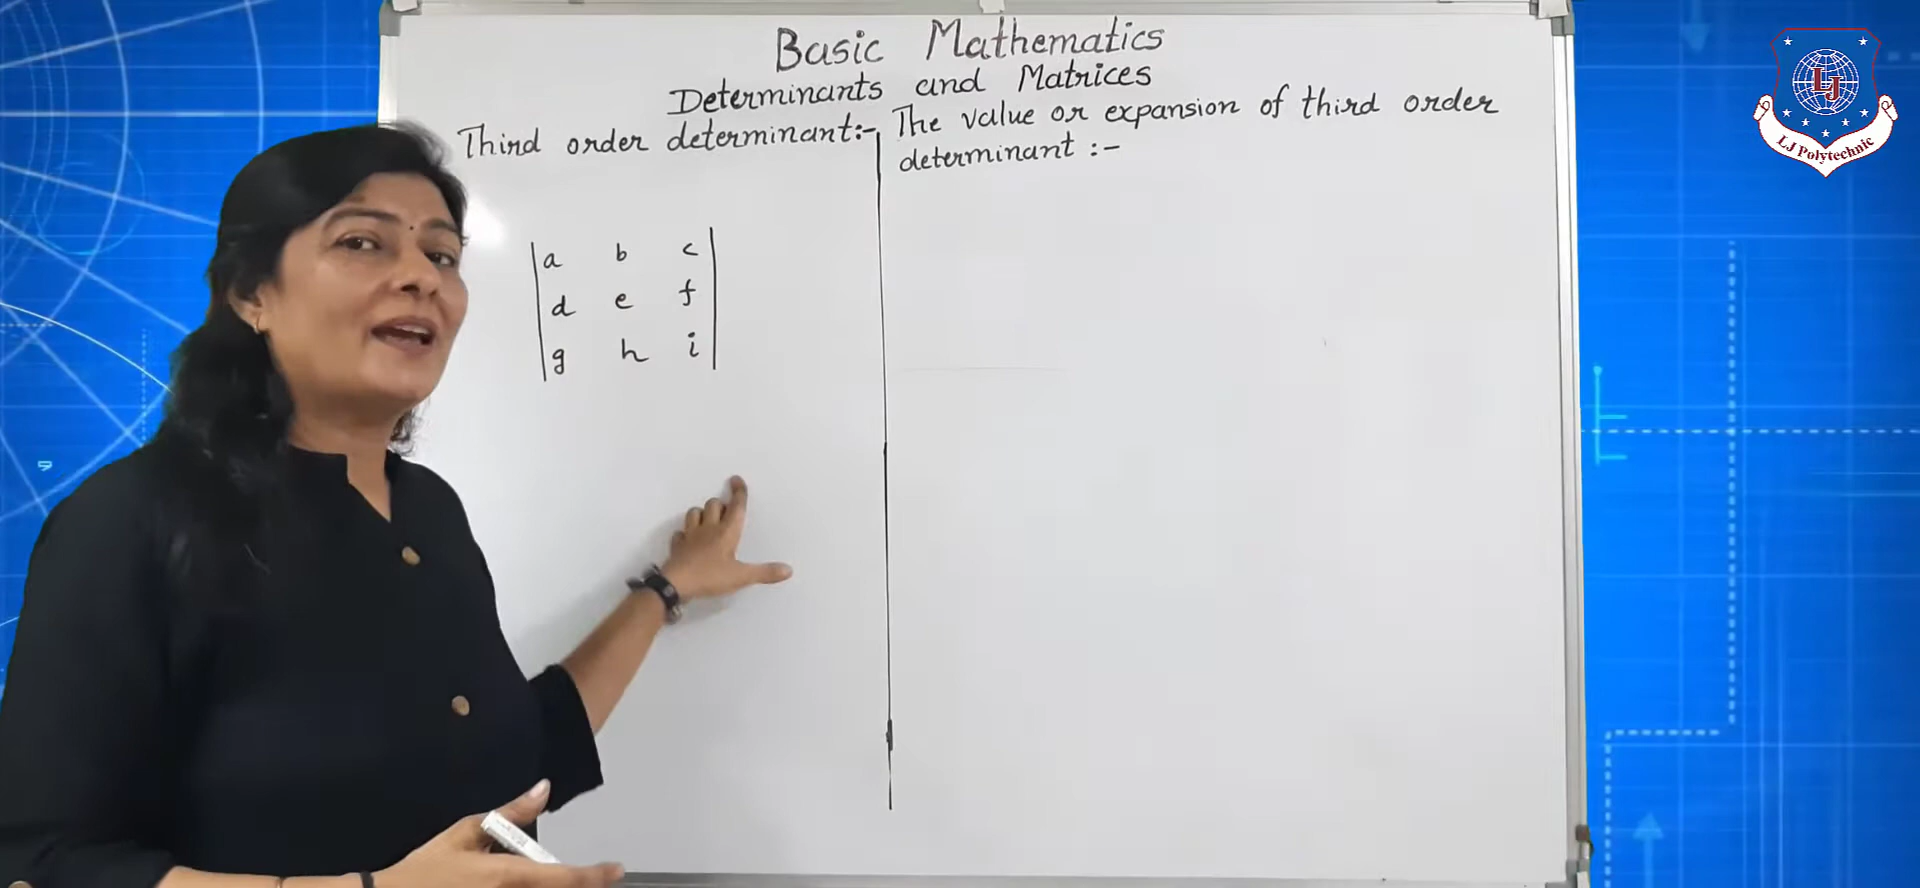 Basic Mathematics
Determinants and Matrices
Third order determinant:-
a b c
d e f
g h i
The value or expansion of third order
determinant :-
LJ
LJ Polytechnic